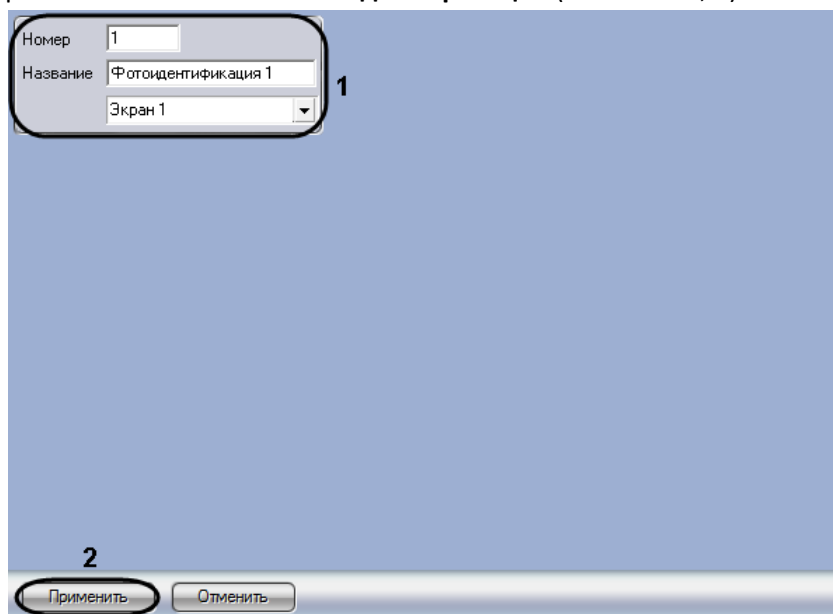 Номер 1
Название Фотоидентификация 1
1
Экран 1
2
Применить Отменить